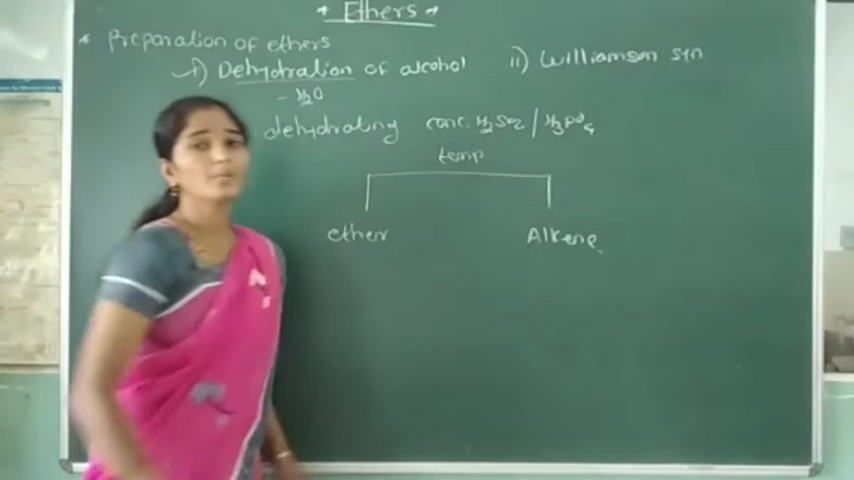 * Ethers *
* Preparation of ethers
i) Dehydration of alcohol ii) Williamson syn
- H2O
dehydrating conc. H2SO4 / H3PO4
temp
ether Alkene